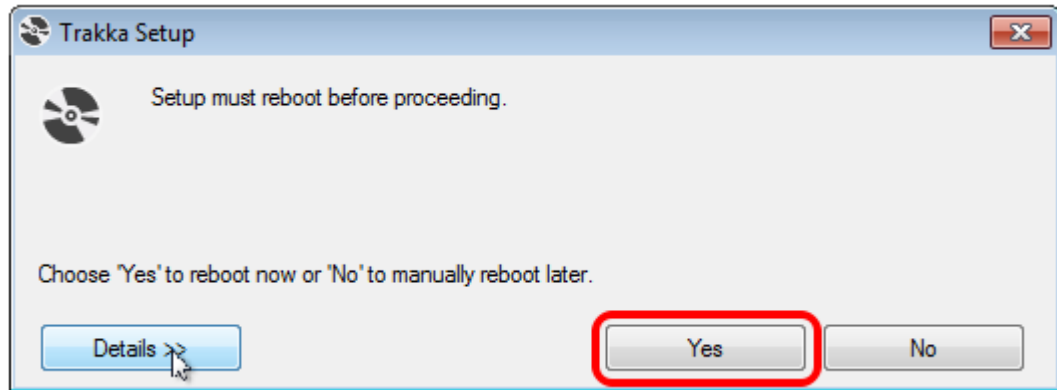 Trakka Setup
Setup must reboot before proceeding.
Choose 'Yes' to reboot now or 'No' to manually reboot later.
Details >>
Yes
No